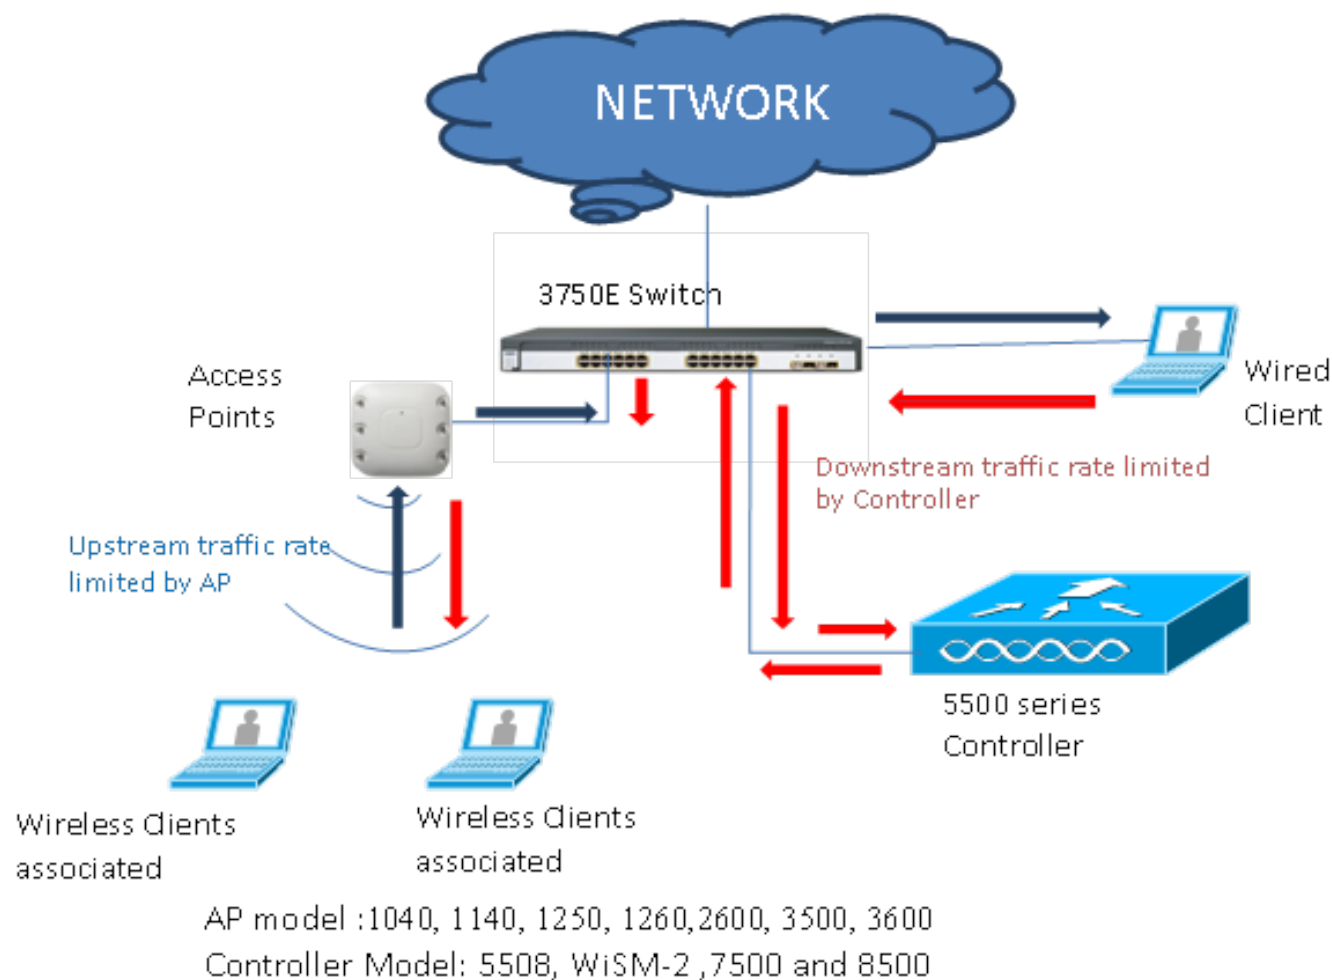 NETWORK
3750E Switch
Access
Points
Wired
Client
Downstream traffic rate limited
by Controller
Upstream traffic rate
limited by AP
5500 series
Controller
Wireless Clients
associated
Wireless Clients
associated
AP model :1040, 1140, 1250, 1260,2600, 3500, 3600
Controller Model: 5508, WiSM-2 ,7500 and 8500